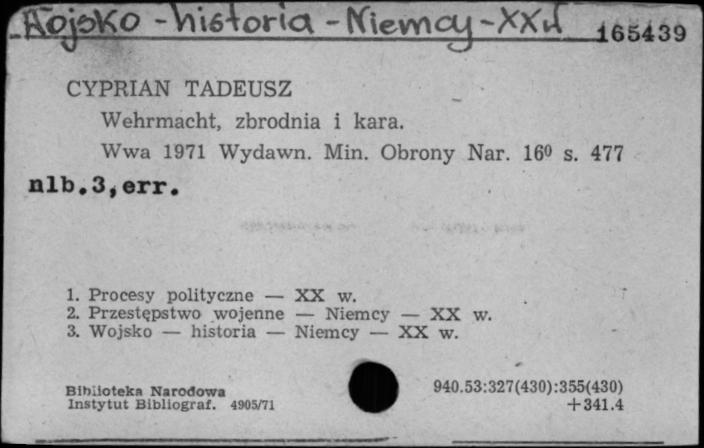 Wojsko - historia - Niemcy - XX w 165439
CYPRIAN TADEUSZ
Wehrmacht, zbrodnia i kara.
Wwa 1971 Wydawn. Min. Obrony Nar. 16⁰ s. 477
nlb.3,err.
1. Procesy polityczne — XX w.
2. Przestępstwo wojenne — Niemcy — XX w.
3. Wojsko — historia — Niemcy — XX w.
Biblioteka Narodowa 940.53:327(430):355(430)
Instytut Bibliograf. 4905/71 +341.4